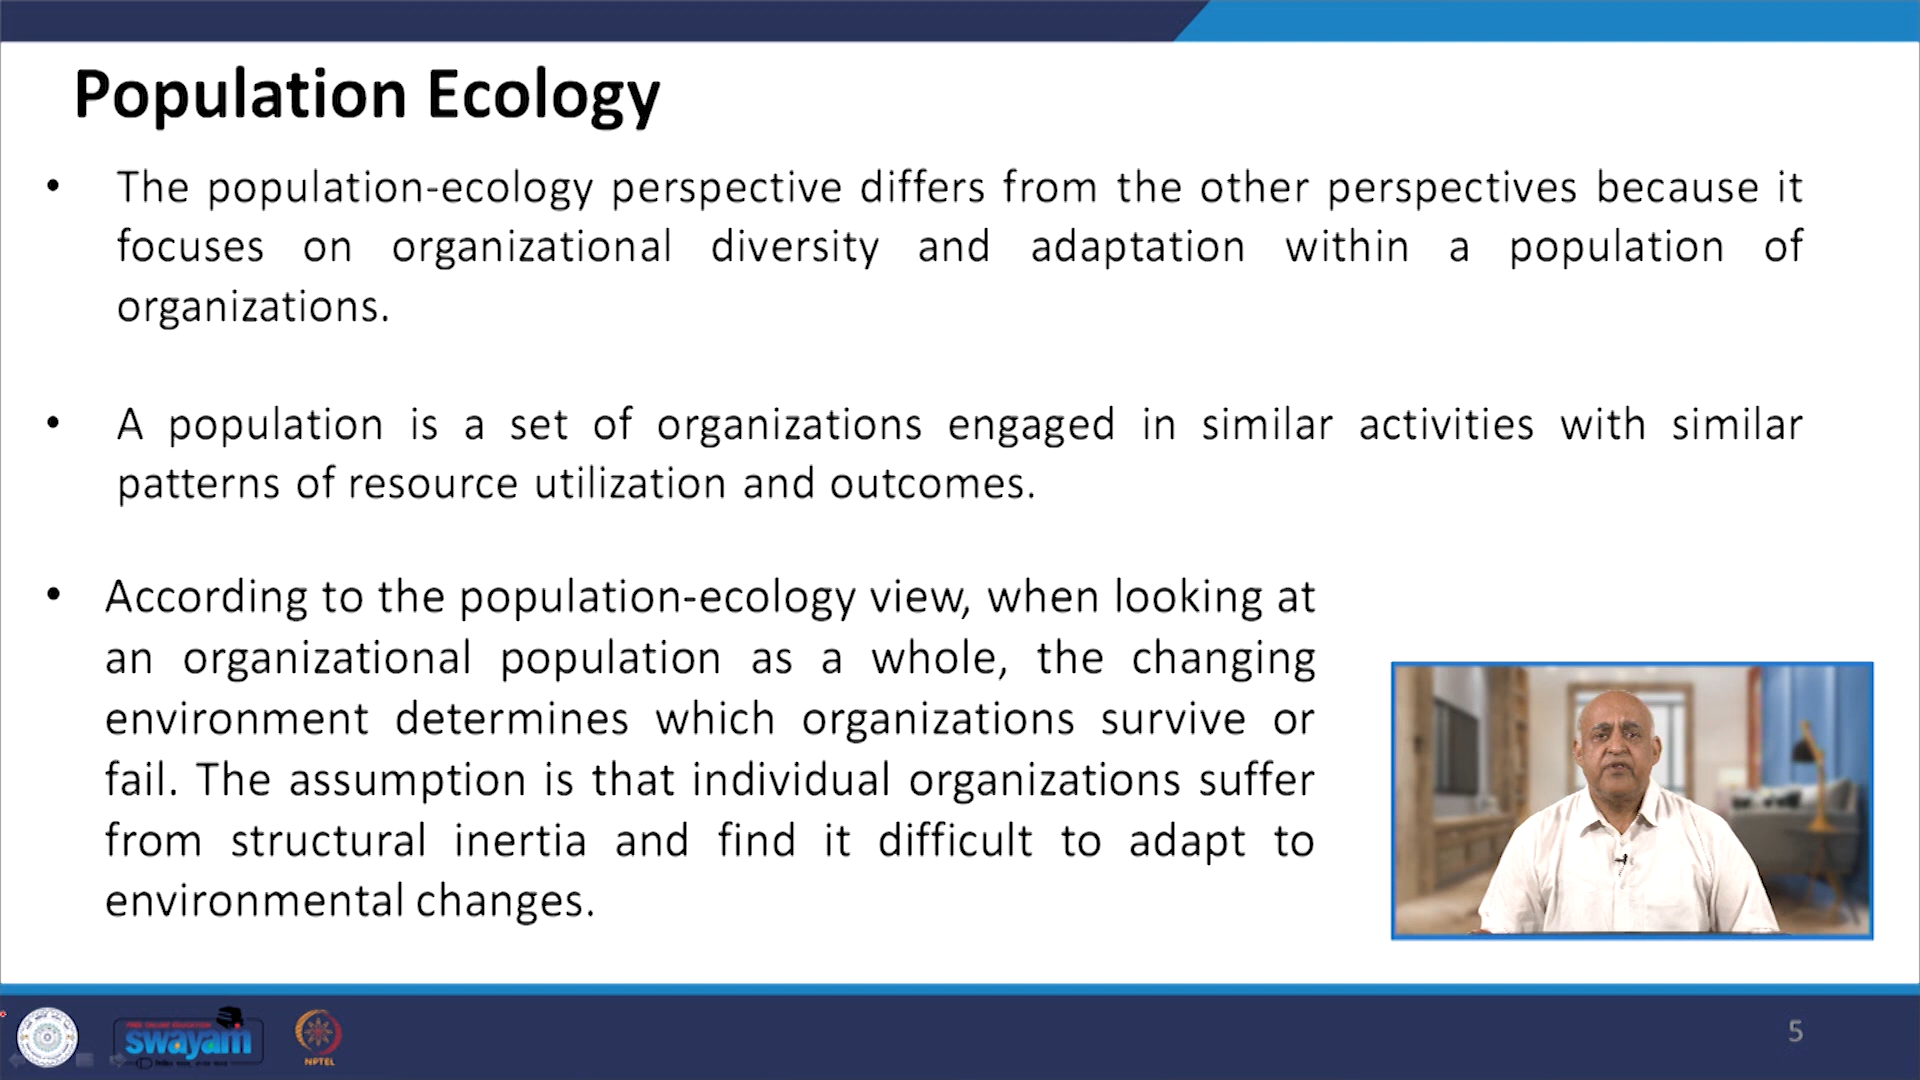 Population Ecology
• The population-ecology perspective differs from the other perspectives because it
focuses on organizational diversity and adaptation within a population of
organizations.
• A population is a set of organizations engaged in similar activities with similar
patterns of resource utilization and outcomes.
• According to the population-ecology view, when looking at
an organizational population as a whole, the changing
environment determines which organizations survive or
fail. The assumption is that individual organizations suffer
from structural inertia and find it difficult to adapt to
environmental changes.
FREE ONLINE EDUCATION
swayam
NPTEL
5